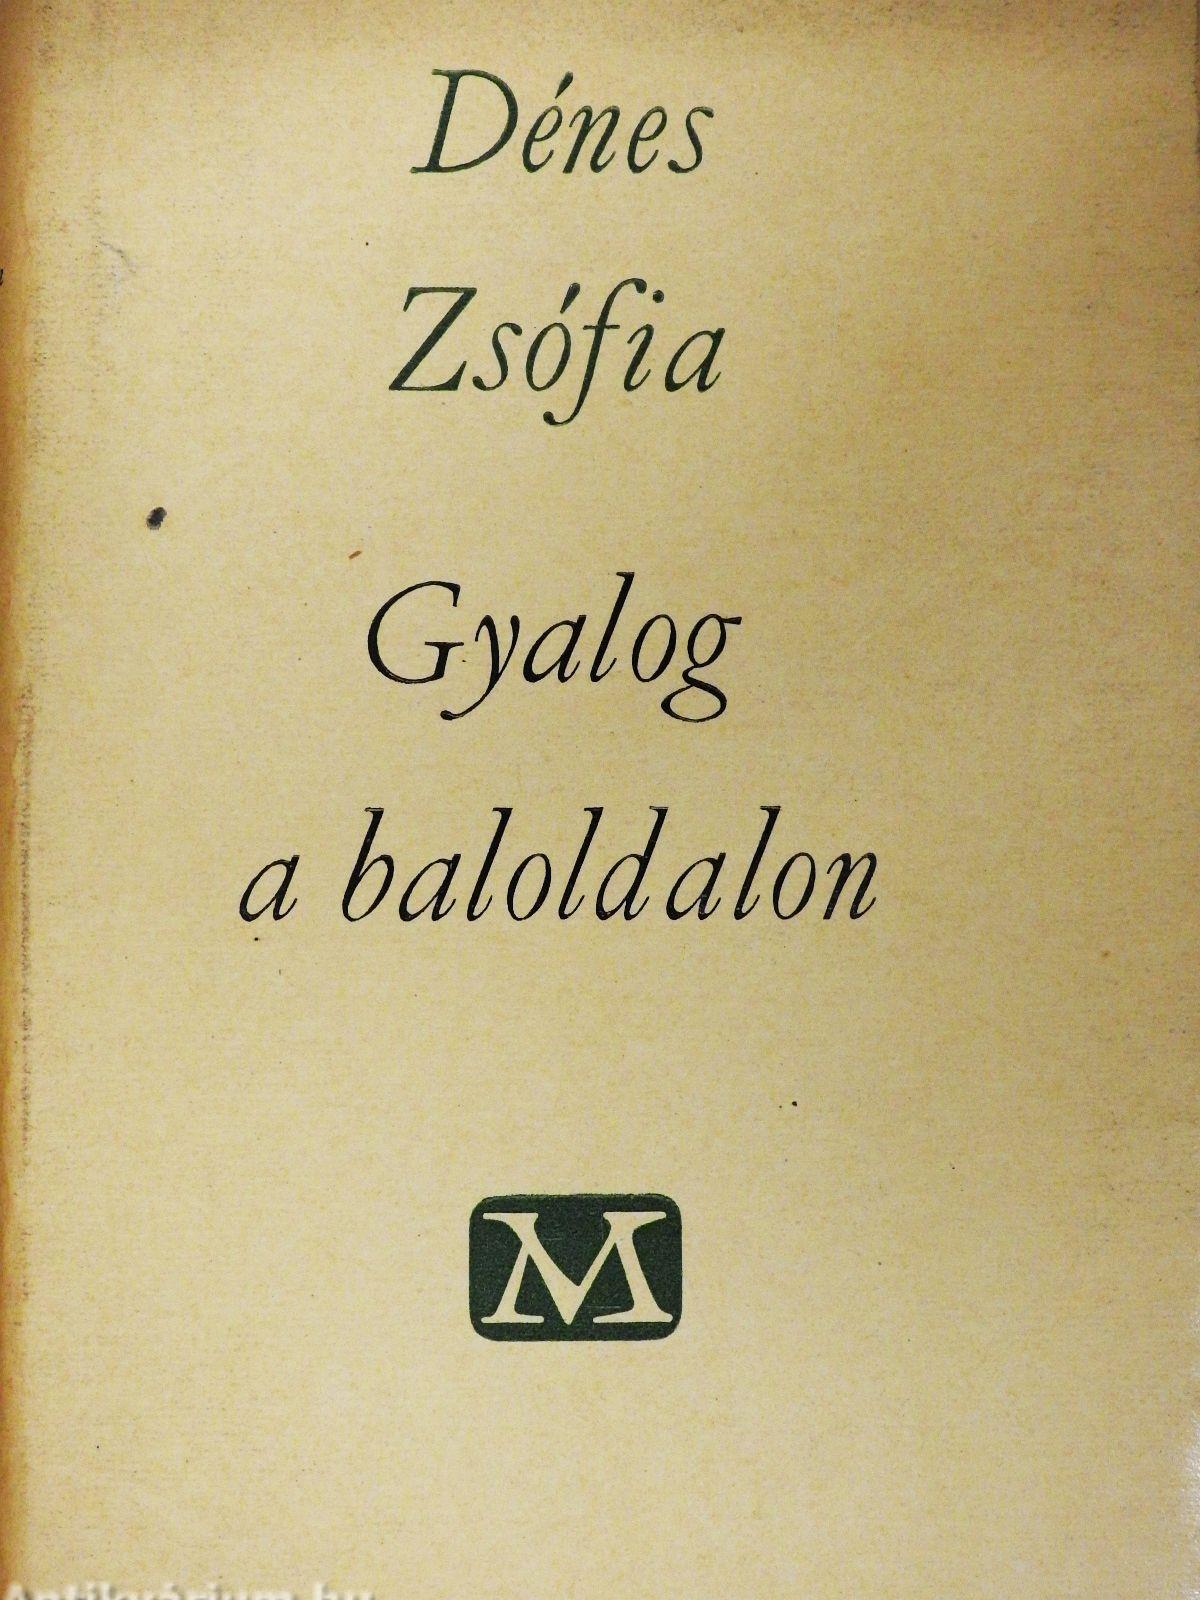 Dénes
Zsófia
Gyalog
a baloldalon
M